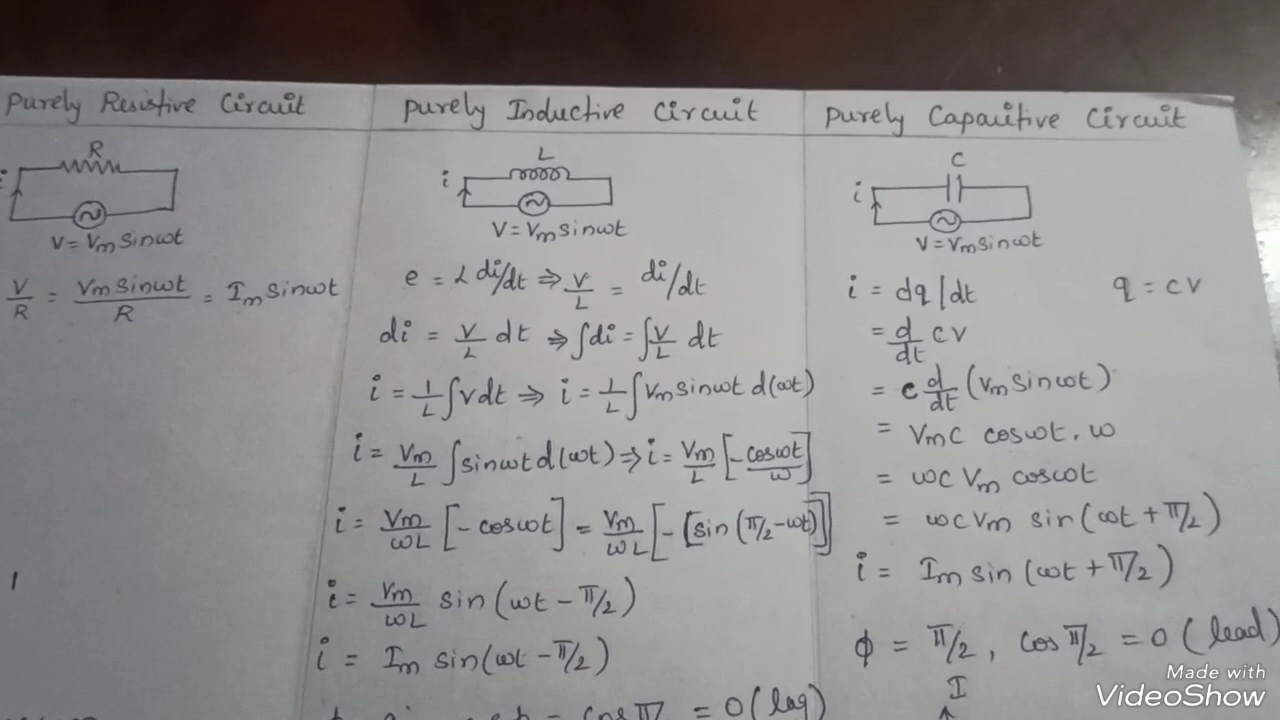 Purely Resistive Circuit
R
i
V = Vm sinωt
V/R = Vm sinωt / R = Im sinωt
Purely Inductive Circuit
L
i
V = Vm sinωt
e = L di/dt ⇒ V/L = di/dt
di = V/L dt ⇒ ∫di = ∫V/L dt
i = 1/L ∫vdt ⇒ i = 1/L ∫Vm sinωt d(ωt)
i = Vm/L ∫sinωt d(ωt) ⇒ i = Vm/L [-cosωt/ω]
i = Vm/ωL [-cosωt] = Vm/ωL [-[sin(π/2-ωt)]]
i = Vm/ωL sin(ωt - π/2)
i = Im sin(ωt - π/2)
= 0 (lag)
Purely Capacitive Circuit
C
i
V = Vm sinωt
i = dq/dt q = CV
= d/dt CV
= C d/dt (Vm sinωt)
= VmC cosωt . ω
= ωC Vm cosωt
= ωCVm sin(ωt + π/2)
i = Im sin(ωt + π/2)
ϕ = π/2, cos π/2 = 0 (lead)
I
Made with
VideoShow